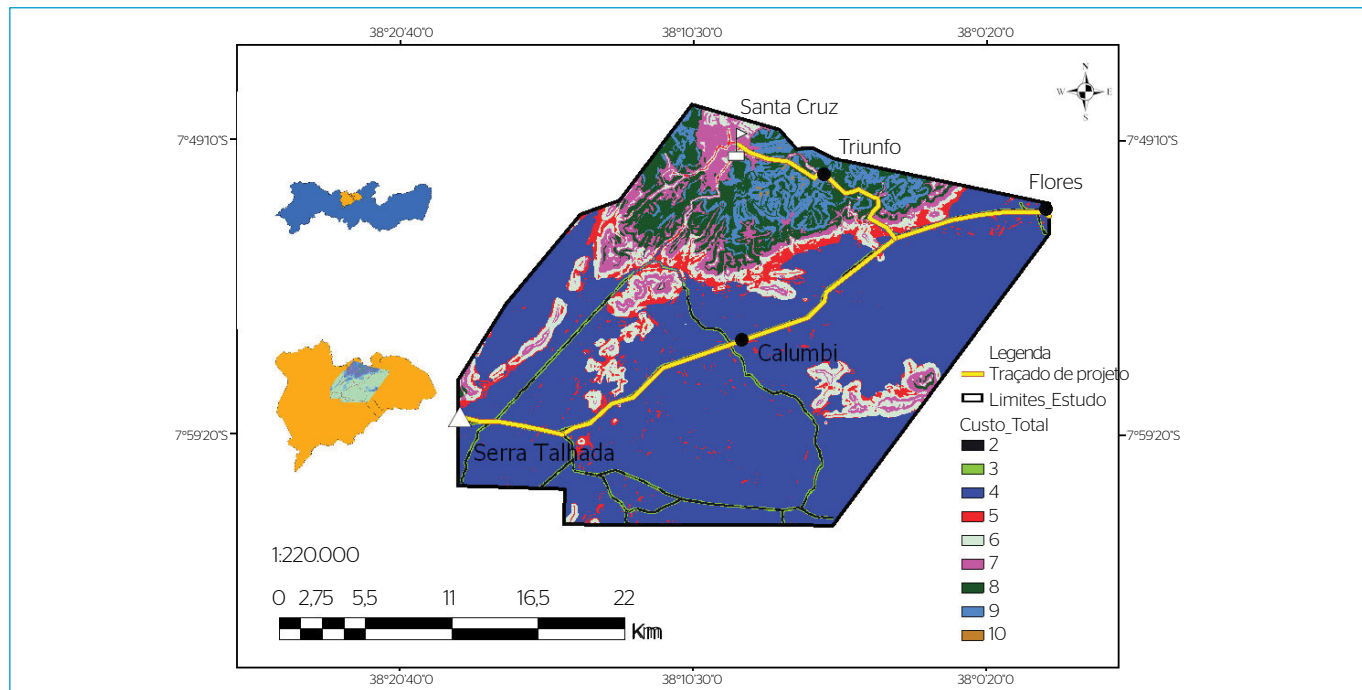 38°20'40"O
38°10'30"O
38°0'20"O
N
W
E
S
Santa Cruz
7°49'10"S
7°49'10"S
Triunfo
Flores
Calumbi
Legenda
Traçado de projeto
Limites_Estudo
Custo_Total
7°59'20"S
7°59'20"S
Serra Talhada
2
3
4
5
6
7
8
9
10
1:220.000
0 2,75 5,5 11 16,5 22
Km
38°20'40"O
38°10'30"O
38°0'20"O